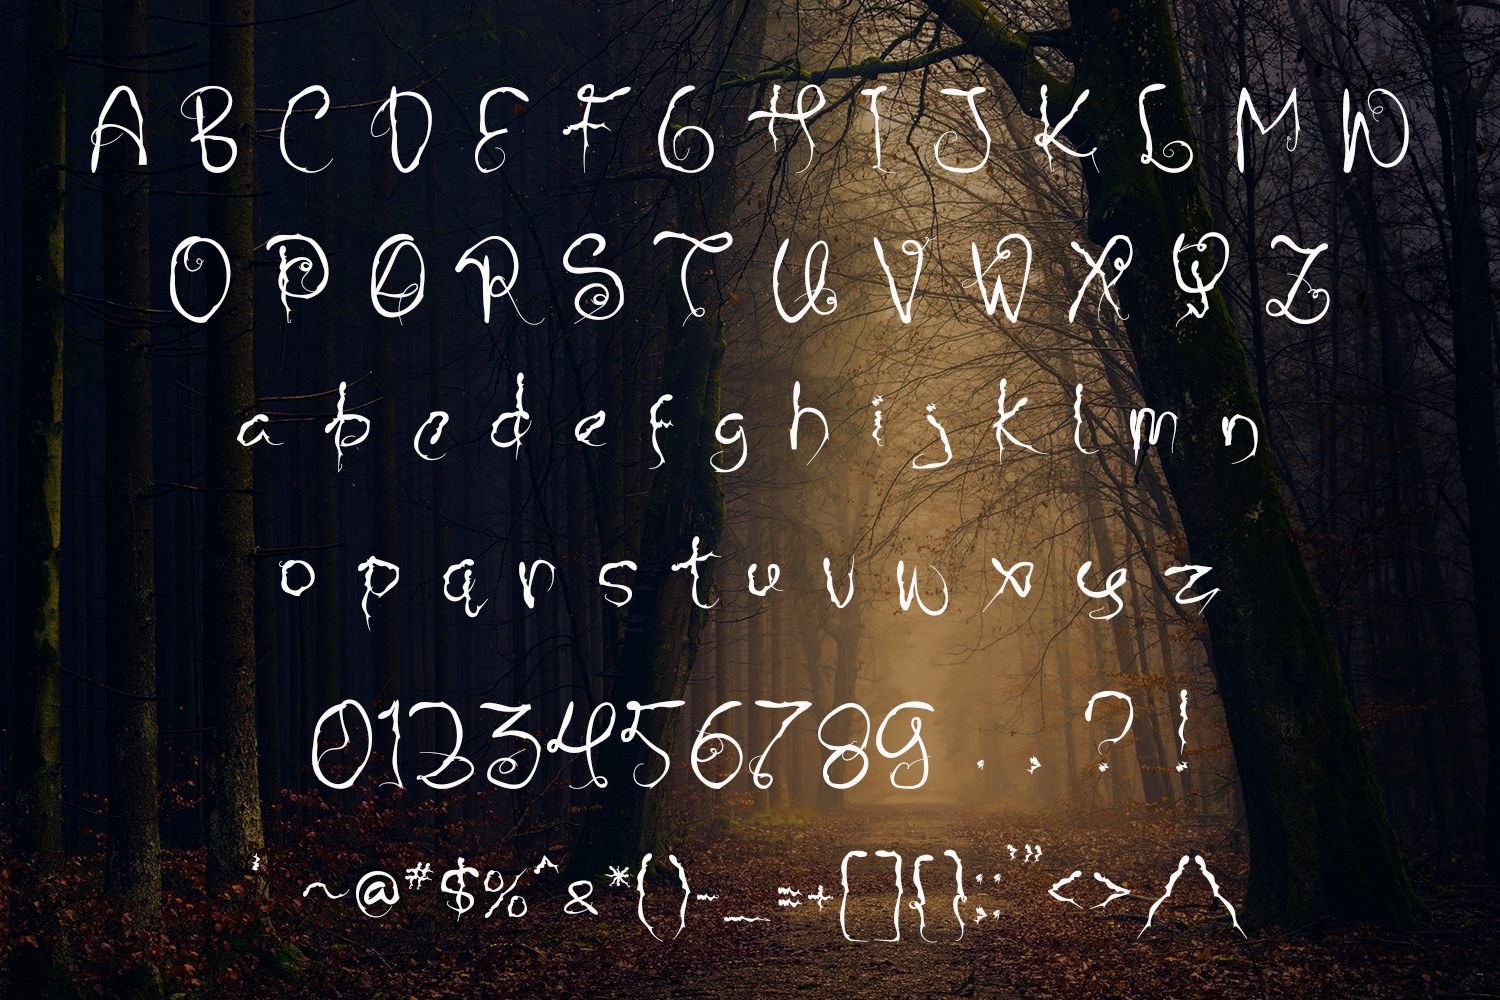 A B C D E F G H I J K L M N
O P Q R S T U V W X Y Z
a b c d e f g h i j k l m n
o p q r s t u v w x y z
0123456789 . , ? !
` ~ @ # $ % ^ & * ( ) - _ = + [ ] { } : ; ' " < > / \